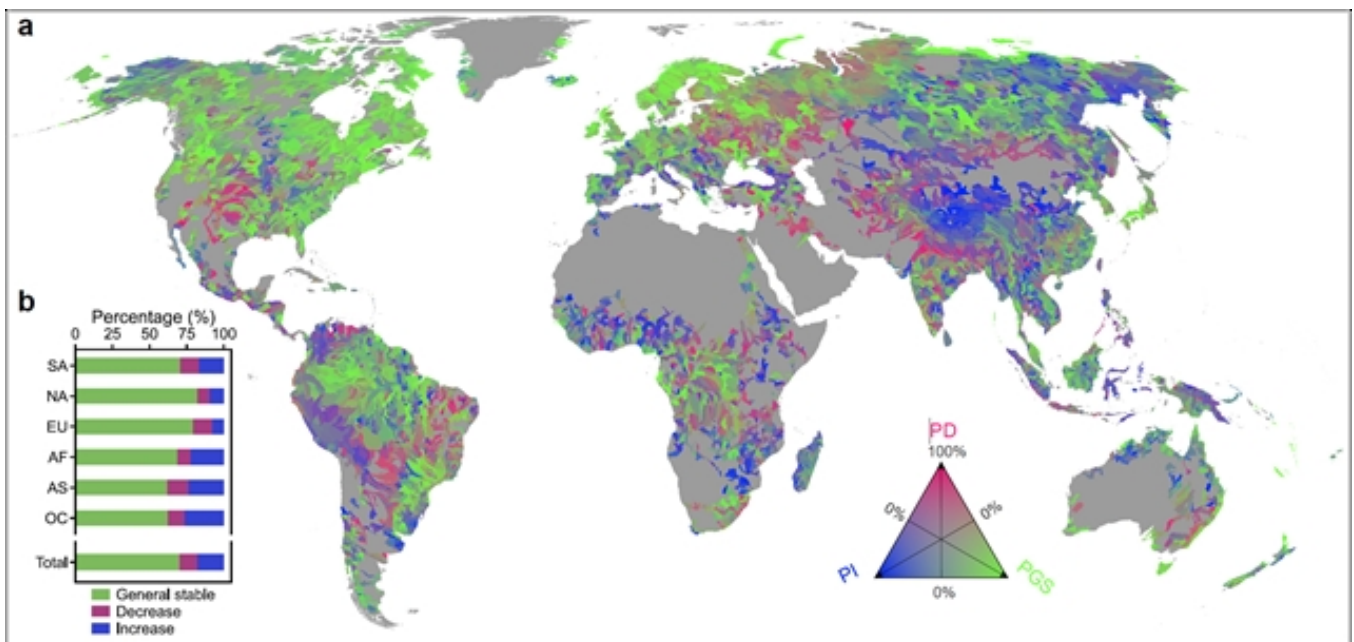 a
b
Percentage (%)
0 25 50 75 100
SA
NA
EU
AF
AS
OC
Total
General stable
Decrease
Increase
PD
100%
0%
0%
PI
PGS
0%